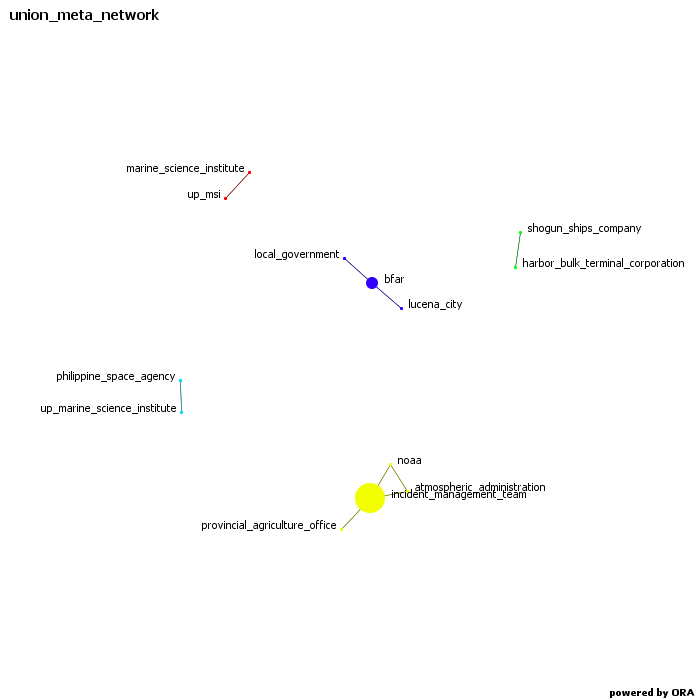 union_meta_network
marine_science_institute
up_msi
shogun_ships_company
local_government
harbor_bulk_terminal_corporation
bfar
lucena_city
philippine_space_agency
up_marine_science_institute
noaa
atmospheric_administration
incident_management_team
provincial_agriculture_office
powered by ORA